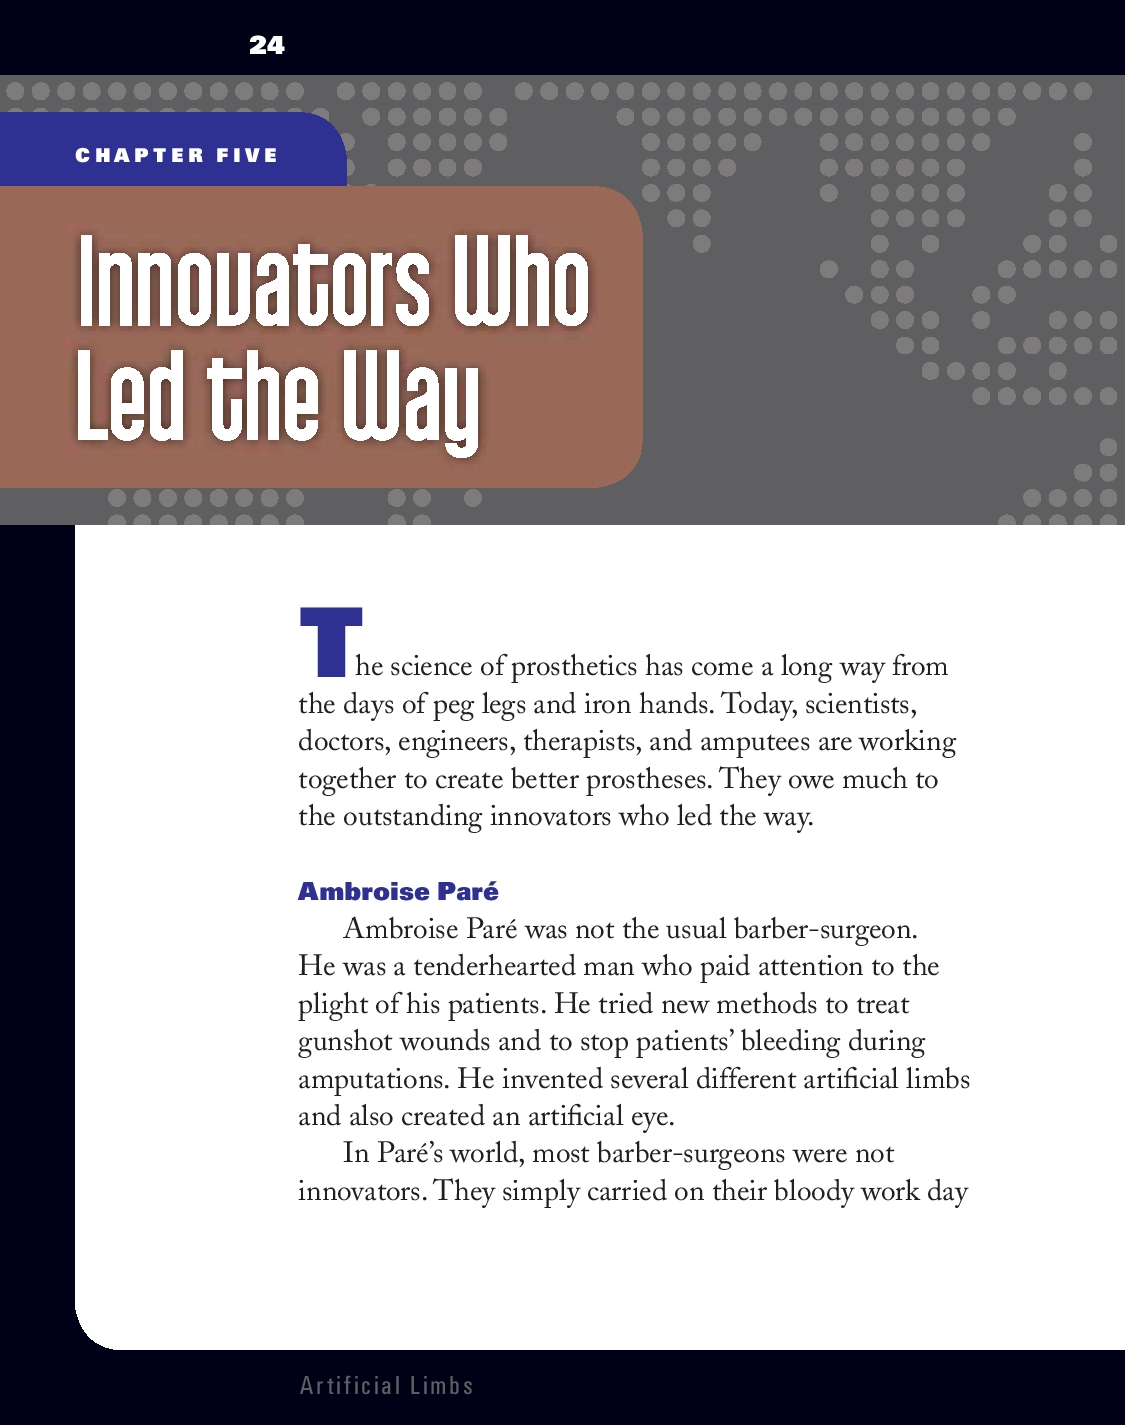 24
CHAPTER FIVE
Innovators Who
Led the Way
The science of prosthetics has come a long way from
the days of peg legs and iron hands. Today, scientists,
doctors, engineers, therapists, and amputees are working
together to create better prostheses. They owe much to
the outstanding innovators who led the way.
Ambroise Paré
Ambroise Paré was not the usual barber-surgeon.
He was a tenderhearted man who paid attention to the
plight of his patients. He tried new methods to treat
gunshot wounds and to stop patients’ bleeding during
amputations. He invented several different artificial limbs
and also created an artificial eye.
In Paré’s world, most barber-surgeons were not
innovators. They simply carried on their bloody work day
Artificial Limbs